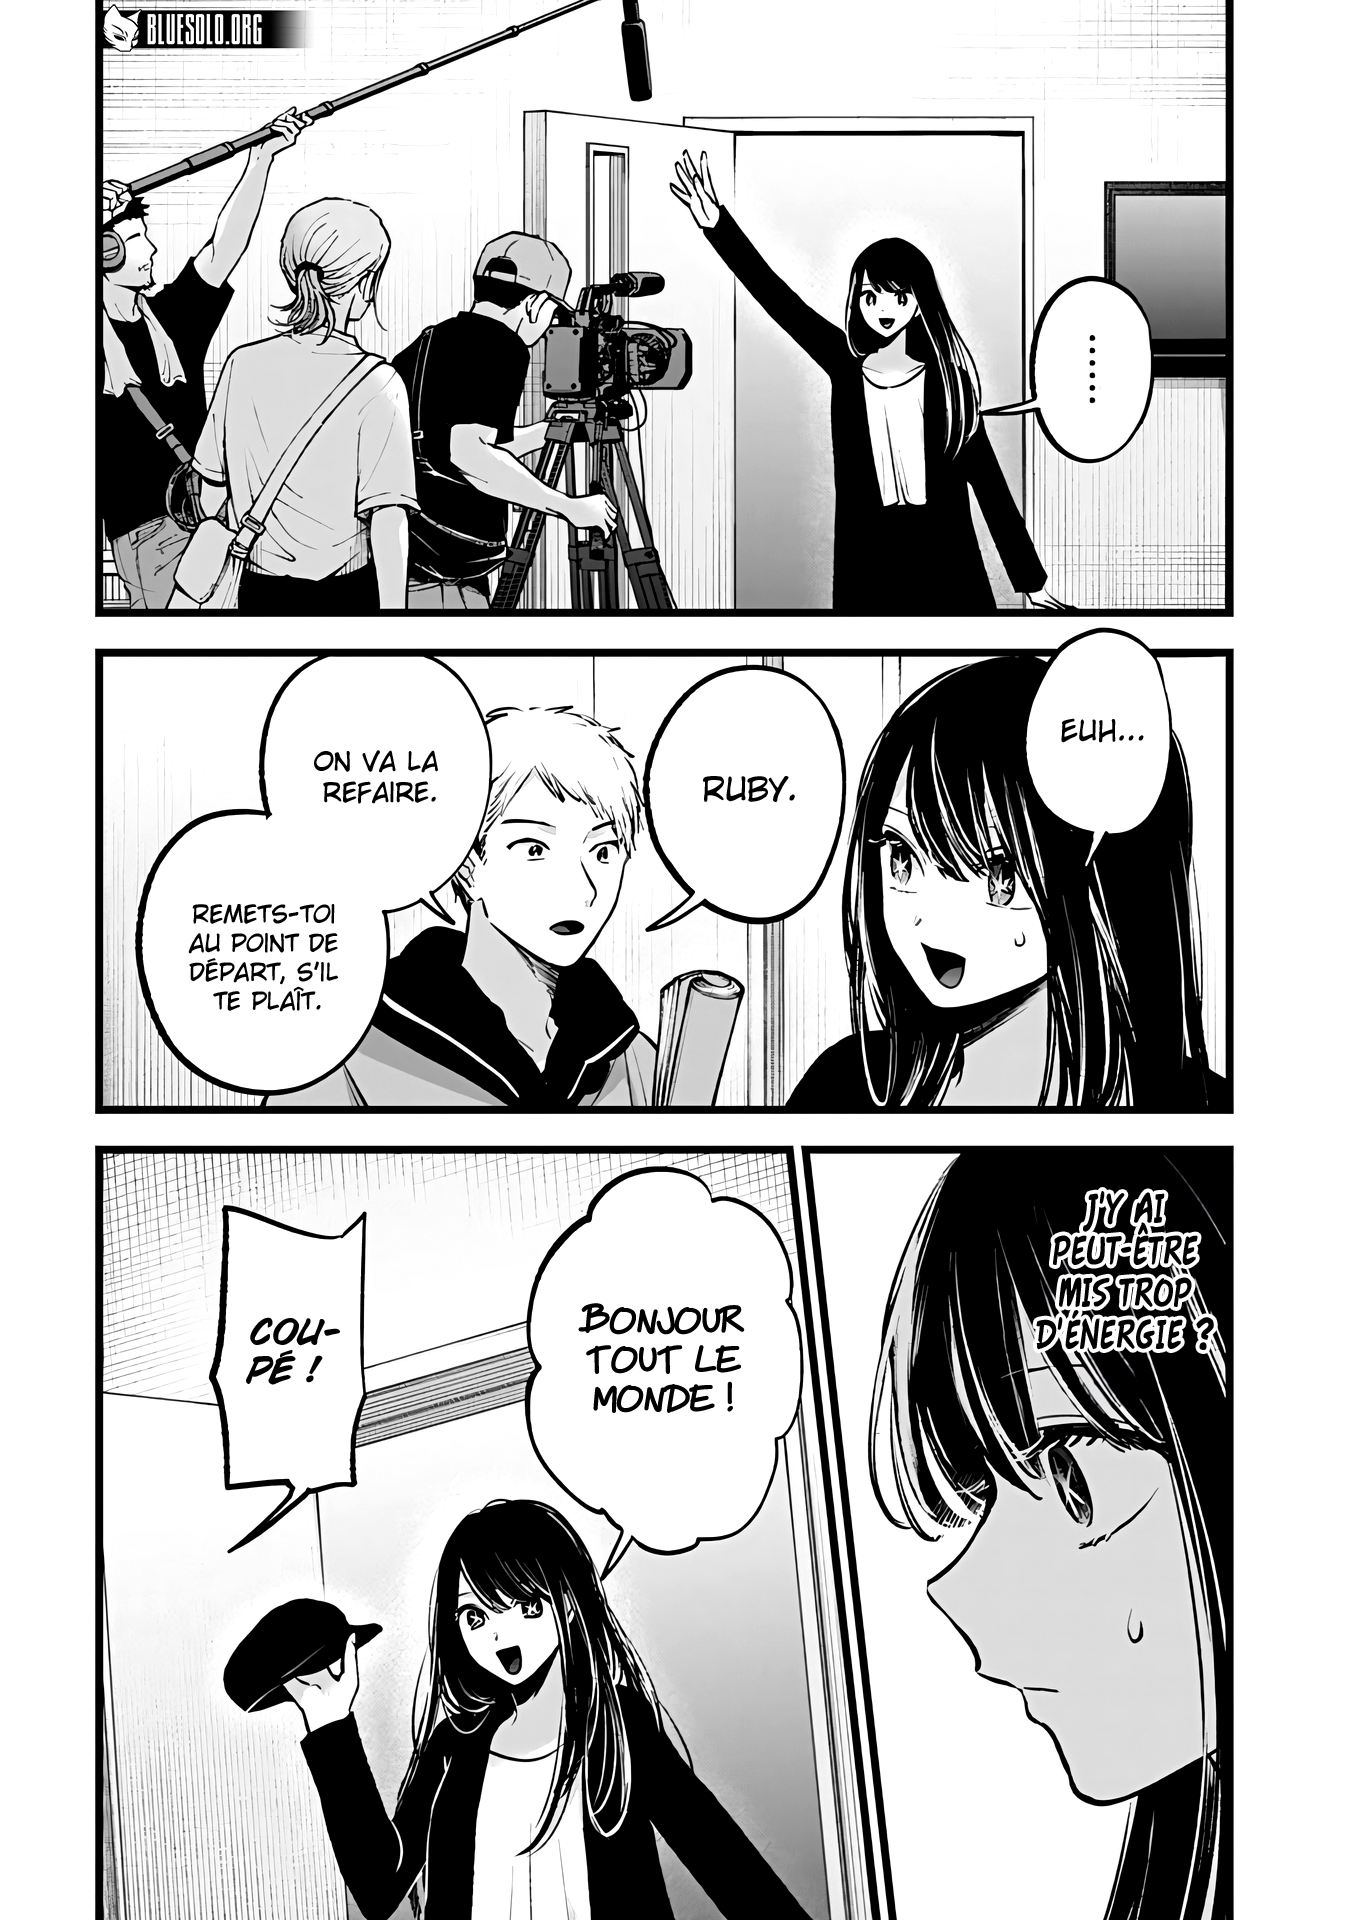 BLUESOLO.ORG
......
EUH...
RUBY.
ON VA LA
REFAIRE.
REMETS-TOI
AU POINT DE
DÉPART, S'IL
TE PLAÎT.
J'Y AI
PEUT-ÊTRE
MIS TROP
D'ÉNERGIE ?
BONJOUR
TOUT LE
MONDE !
COU-
PÉ !